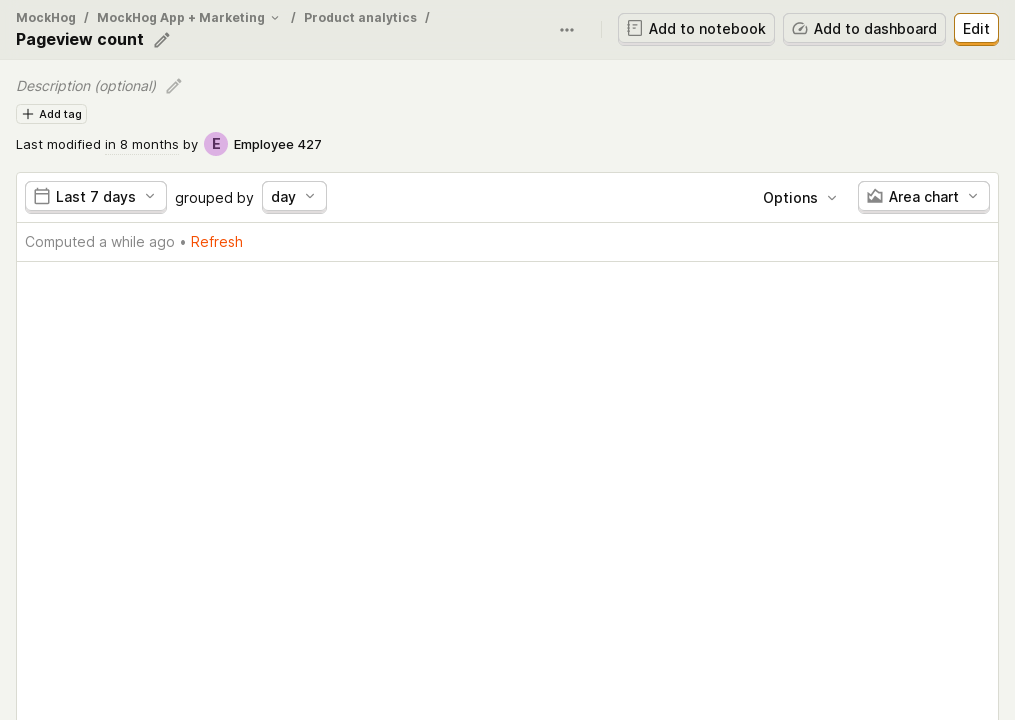 MockHog / MockHog App + Marketing / Product analytics /
Pageview count
Add to notebook
Add to dashboard
Edit
Description (optional)
Add tag
Last modified in 8 months by E Employee 427
Last 7 days grouped by day
Options
Area chart
Computed a while ago • Refresh